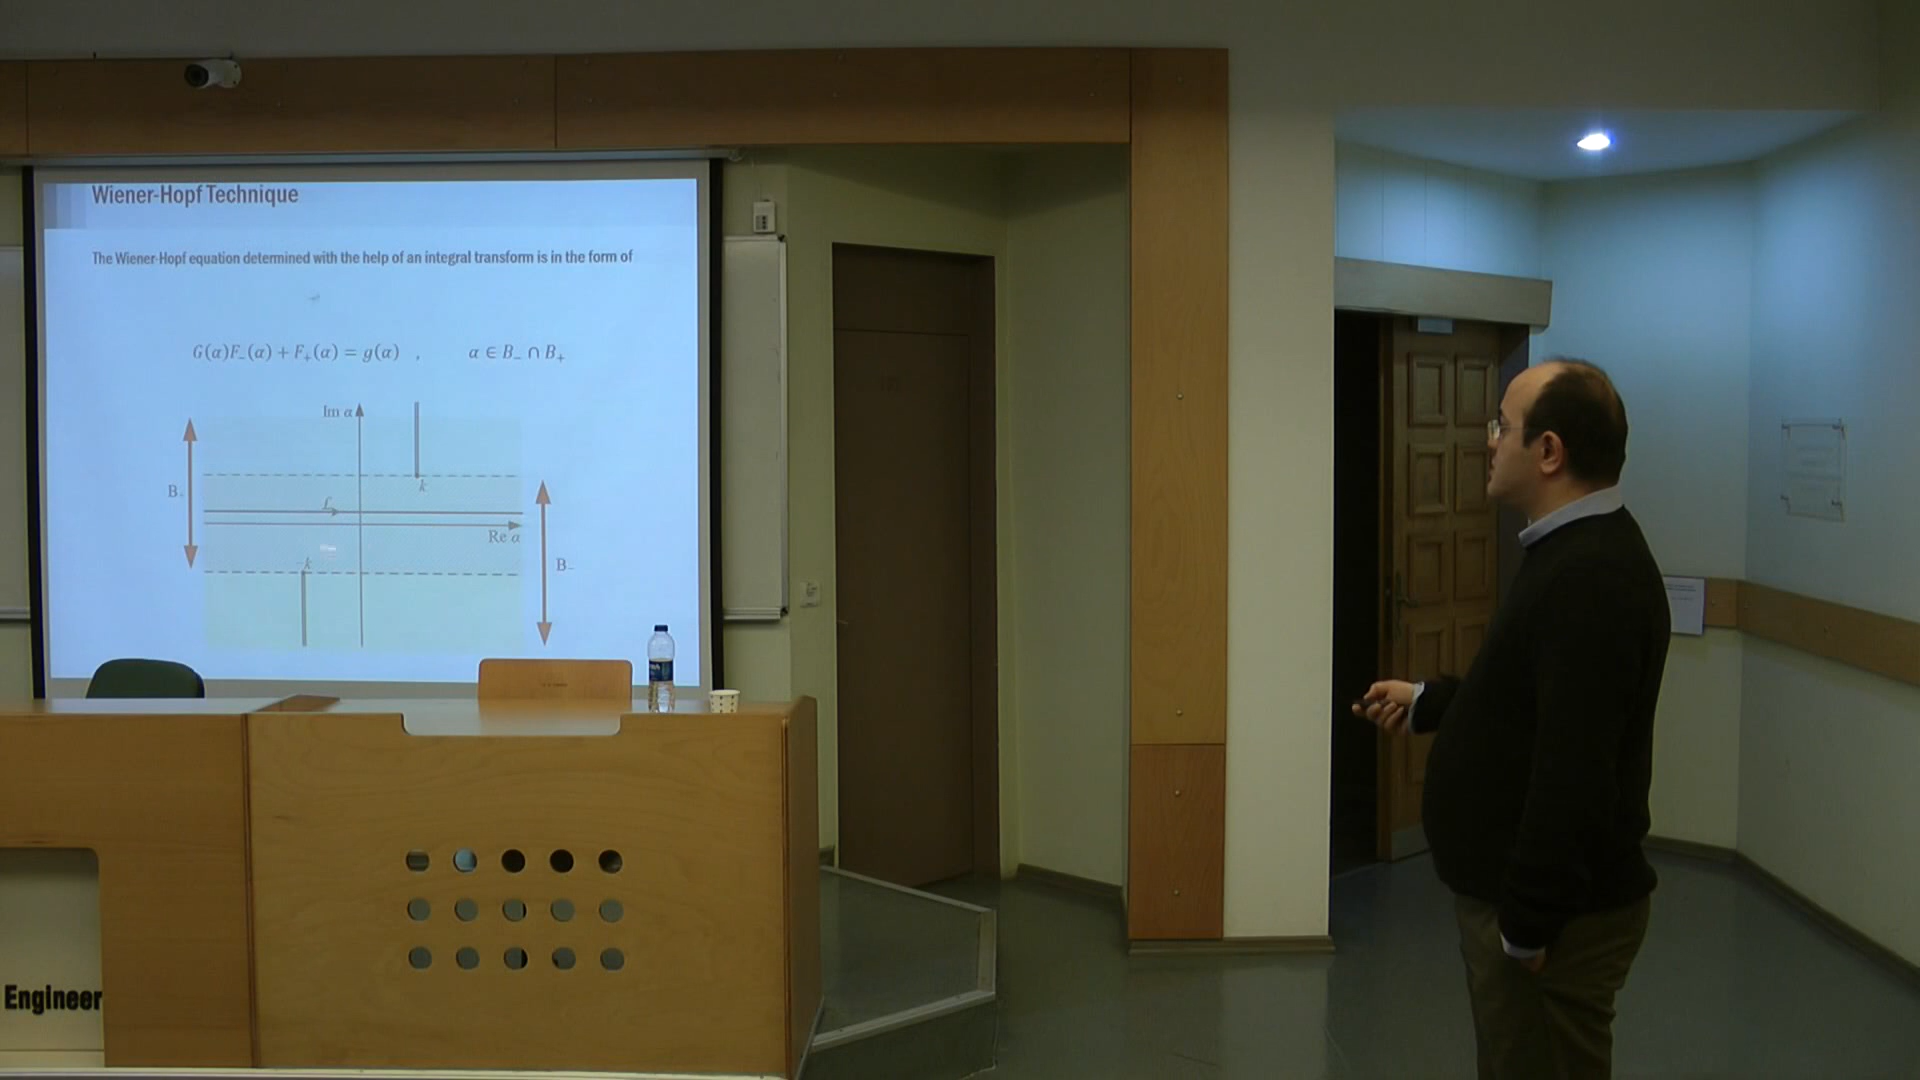 Wiener-Hopf Technique
The Wiener-Hopf equation determined with the help of an integral transform is in the form of
G(α)F₋(α) + F₊(α) = g(α) , α ∈ B₋ ∩ B₊
Im α
k
B₋
ℒ
Re α
-k
B₋
Engineer